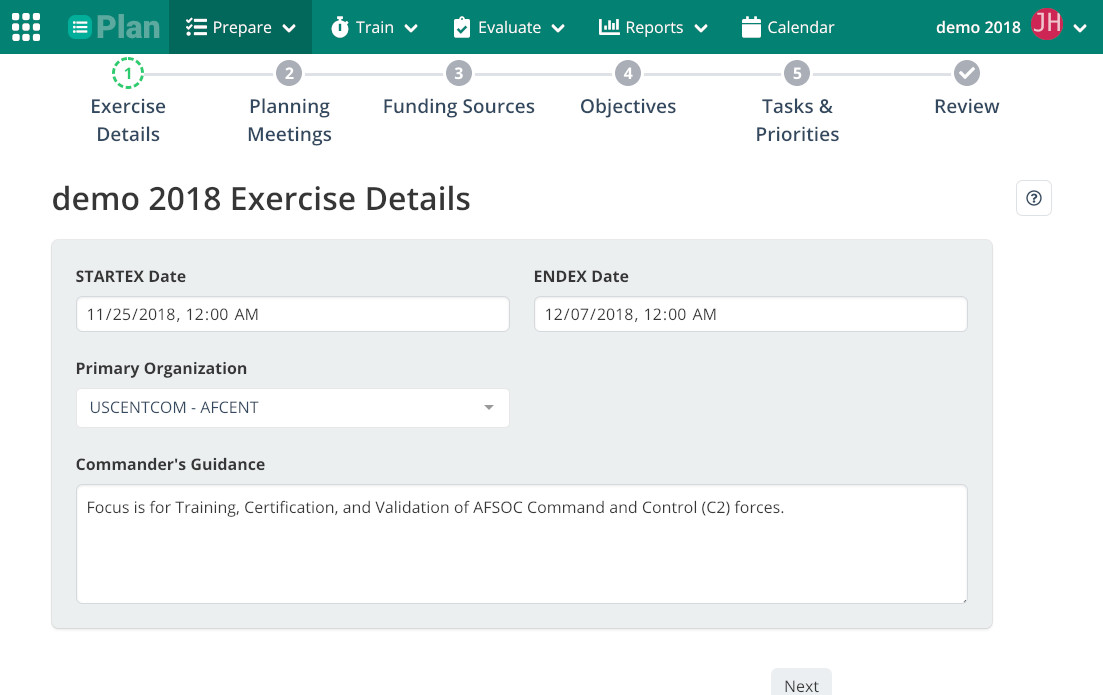 Plan Prepare Train Evaluate Reports Calendar demo 2018 JH
1 2 3 4 5
Exercise Details
Planning Meetings
Funding Sources
Objectives
Tasks & Priorities
Review
demo 2018 Exercise Details
?
STARTEX Date
11/25/2018, 12:00 AM
ENDEX Date
12/07/2018, 12:00 AM
Primary Organization
USCENTCOM - AFCENT
Commander's Guidance
Focus is for Training, Certification, and Validation of AFSOC Command and Control (C2) forces.
Next